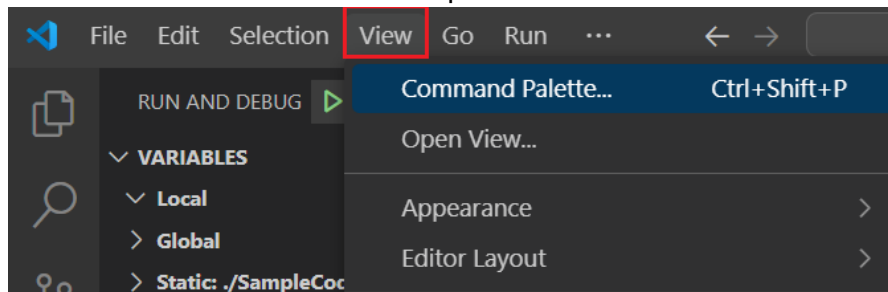 File Edit Selection View Go Run ...
RUN AND DEBUG
VARIABLES
Local
Global
Static: ./SampleCod
Command Palette... Ctrl+Shift+P
Open View...
Appearance
Editor Layout